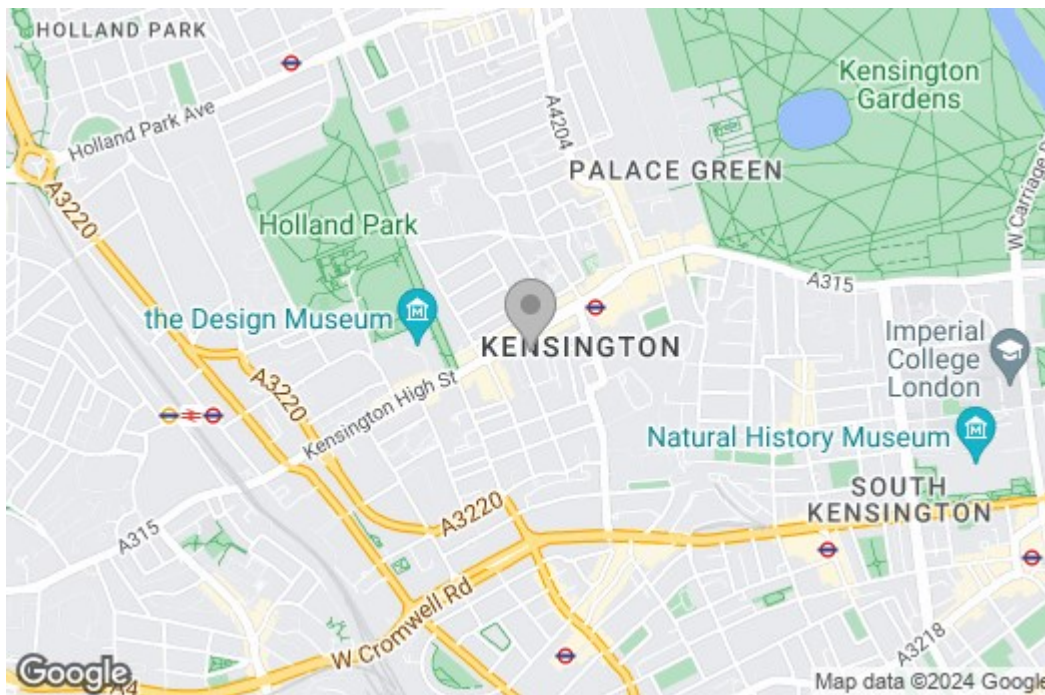 HOLLAND PARK
Holland Park Ave
A4204
Kensington
Gardens
PALACE GREEN
A3220
Holland Park
W Carriage
A315
the Design Museum
KENSINGTON
Imperial
College
London
A3220
Kensington High St
Natural History Museum
SOUTH
KENSINGTON
A3220
A315
W Cromwell Rd
A3218
A4
Google
Map data ©2024 Google